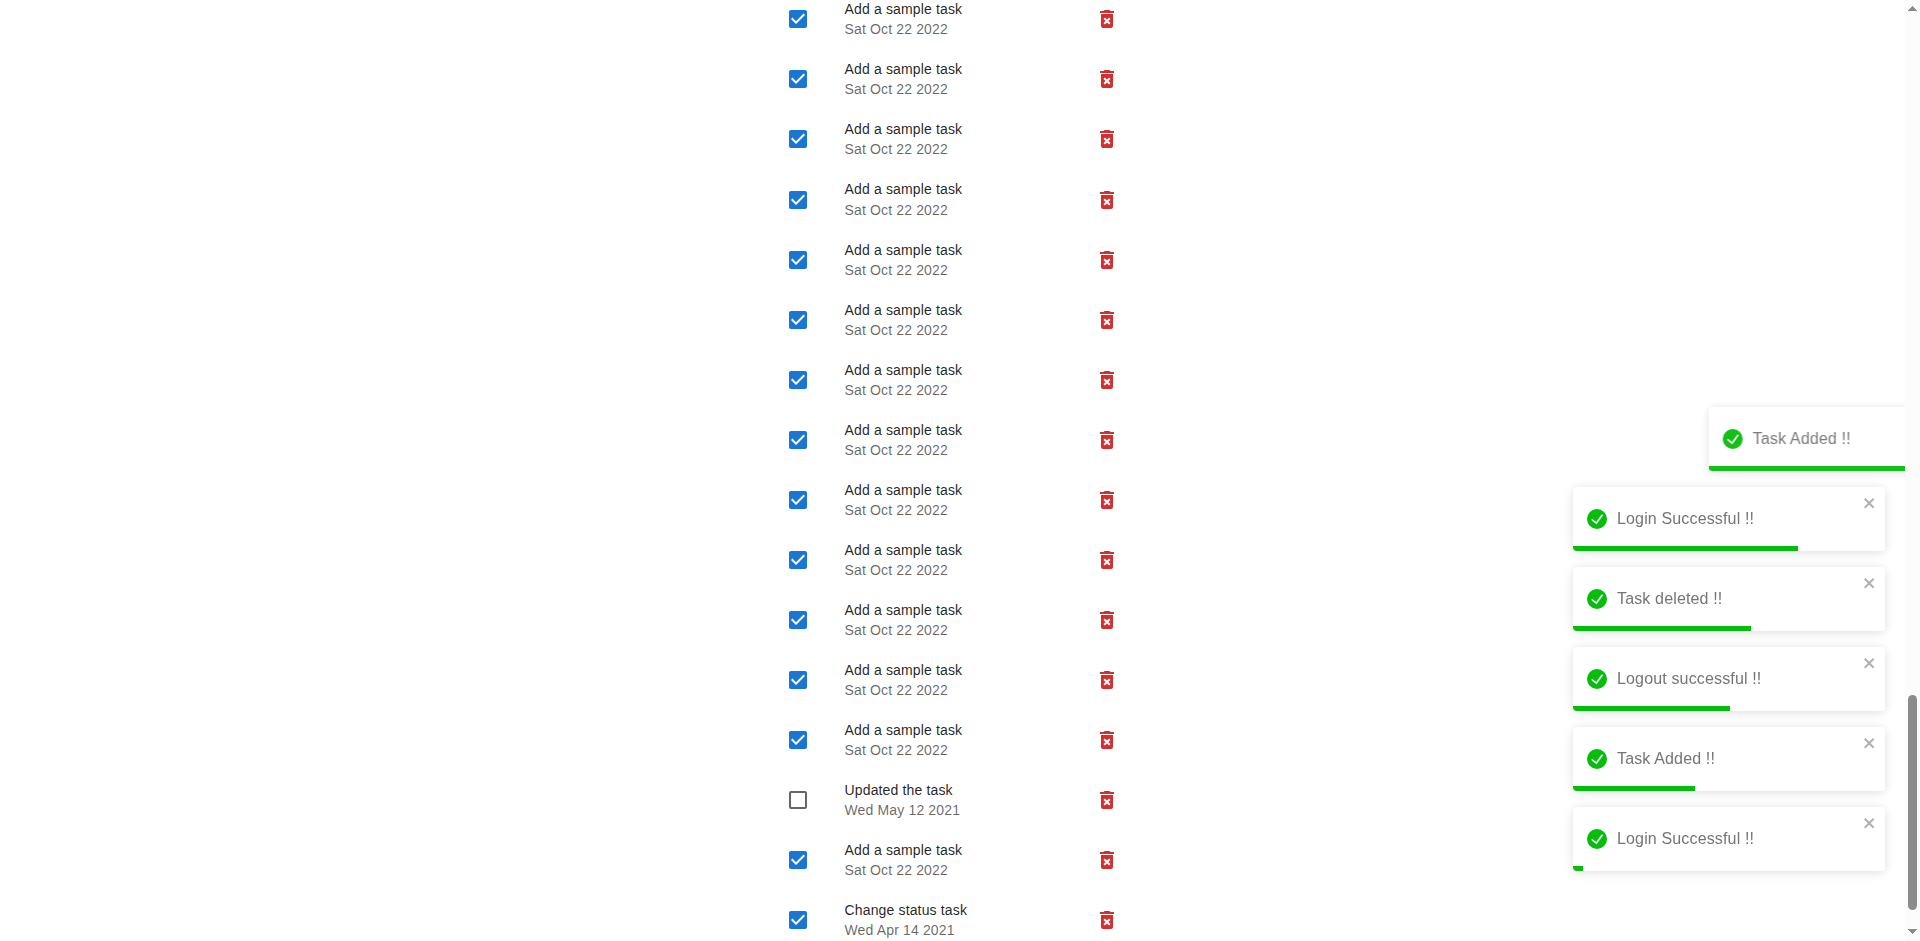 Add a sample task
Sat Oct 22 2022
Add a sample task
Sat Oct 22 2022
Add a sample task
Sat Oct 22 2022
Add a sample task
Sat Oct 22 2022
Add a sample task
Sat Oct 22 2022
Add a sample task
Sat Oct 22 2022
Add a sample task
Sat Oct 22 2022
Add a sample task
Sat Oct 22 2022
Add a sample task
Sat Oct 22 2022
Add a sample task
Sat Oct 22 2022
Add a sample task
Sat Oct 22 2022
Add a sample task
Sat Oct 22 2022
Add a sample task
Sat Oct 22 2022
Updated the task
Wed May 12 2021
Add a sample task
Sat Oct 22 2022
Change status task
Wed Apr 14 2021
Task Added !!
Login Successful !!
Task deleted !!
Logout successful !!
Task Added !!
Login Successful !!